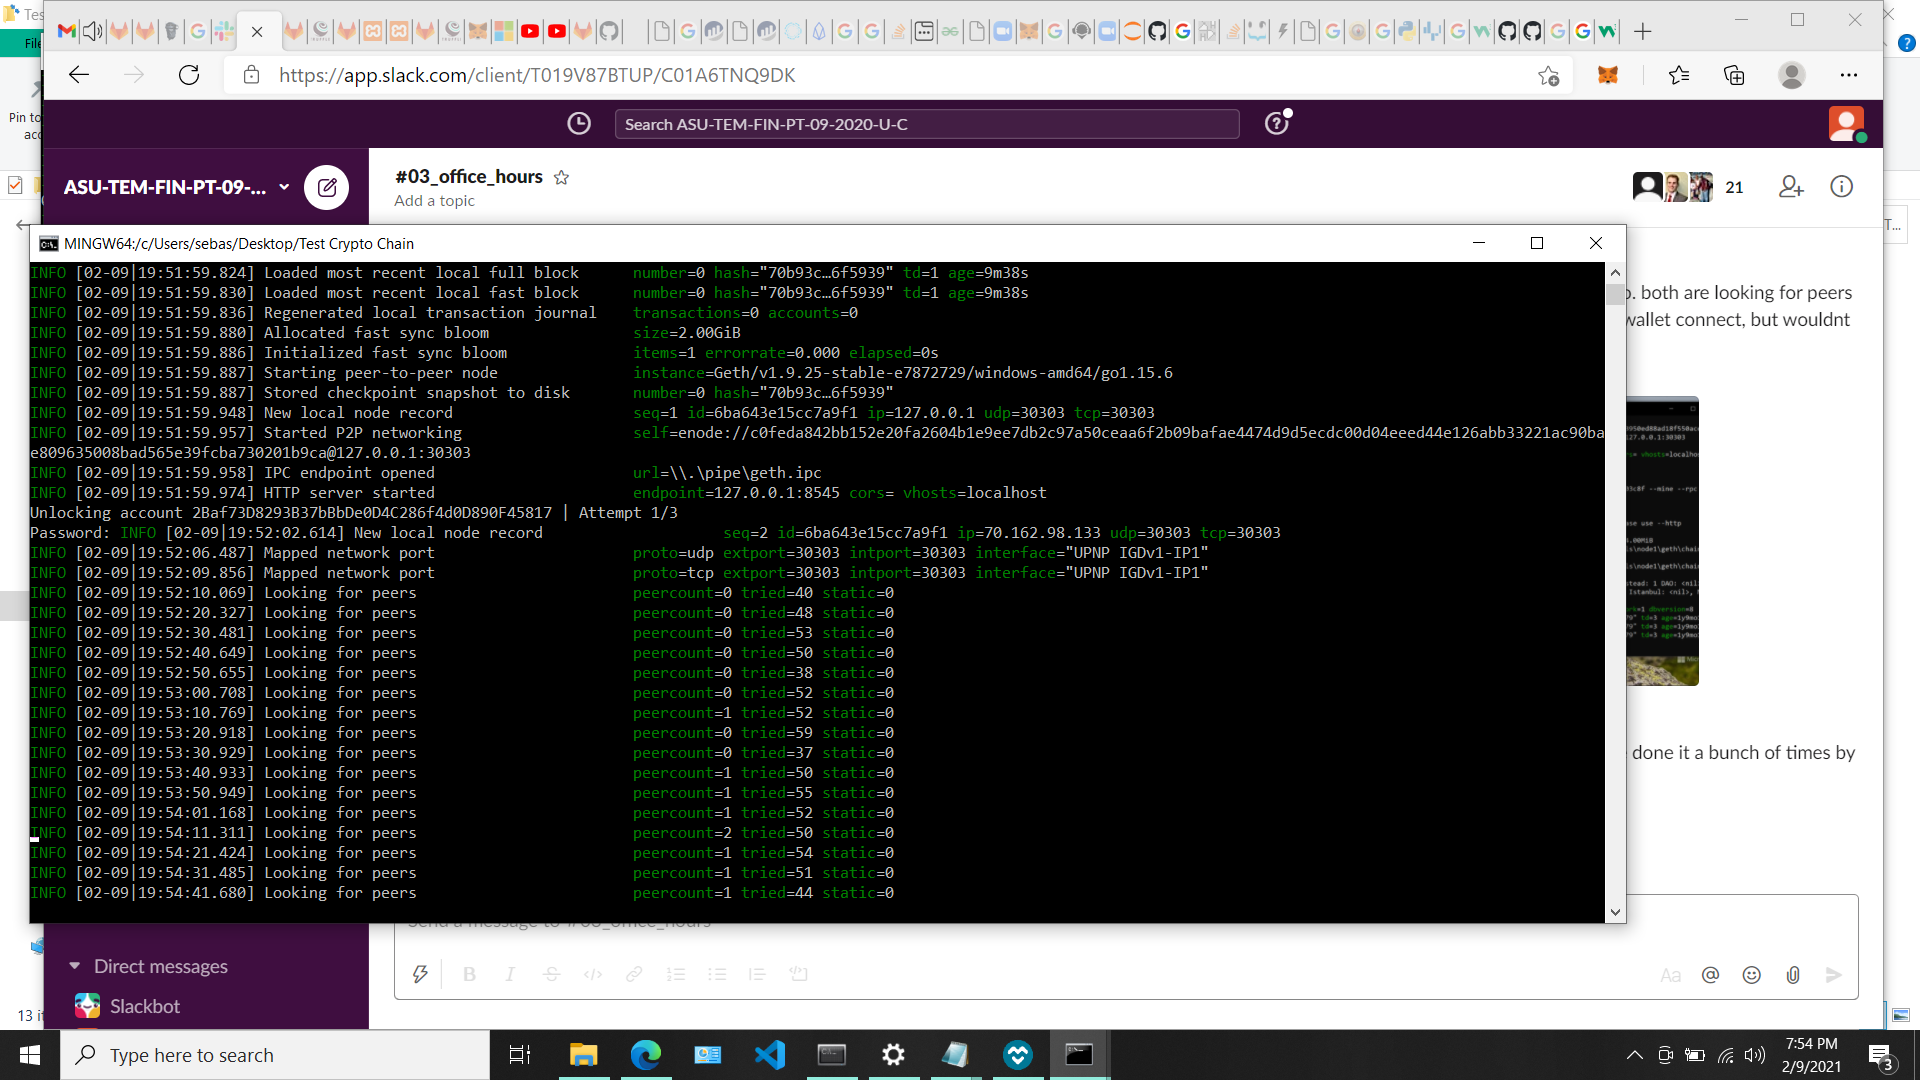 https://app.slack.com/client/T019V87BTUP/C01A6TNQ9DK
Pin to
Search ASU-TEM-FIN-PT-09-2020-U-C
ASU-TEM-FIN-PT-09-...
#03_office_hours
Add a topic
21
MINGW64:/c/Users/sebas/Desktop/Test Crypto Chain
INFO [02-09|19:51:59.824] Loaded most recent local full block number=0 hash="70b93c…6f5939" td=1 age=9m38s
INFO [02-09|19:51:59.830] Loaded most recent local fast block number=0 hash="70b93c…6f5939" td=1 age=9m38s
INFO [02-09|19:51:59.836] Regenerated local transaction journal transactions=0 accounts=0
INFO [02-09|19:51:59.880] Allocated fast sync bloom size=2.00GiB
INFO [02-09|19:51:59.886] Initialized fast sync bloom items=1 errorrate=0.000 elapsed=0s
INFO [02-09|19:51:59.887] Starting peer-to-peer node instance=Geth/v1.9.25-stable-e7872729/windows-amd64/go1.15.6
INFO [02-09|19:51:59.887] Stored checkpoint snapshot to disk number=0 hash="70b93c…6f5939"
INFO [02-09|19:51:59.948] New local node record seq=1 id=6ba643e15cc7a9f1 ip=127.0.0.1 udp=30303 tcp=30303
INFO [02-09|19:51:59.957] Started P2P networking self=enode://c0feda842bb152e20fa2604b1e9ee7db2c97a50ceaa6f2b09bafae4474d9d5ecdc00d04eeed44e126abb33221ac90ba
e809635008bad565e39fcba730201b9ca@127.0.0.1:30303
INFO [02-09|19:51:59.958] IPC endpoint opened url=\\.\pipe\geth.ipc
INFO [02-09|19:51:59.974] HTTP server started endpoint=127.0.0.1:8545 cors= vhosts=localhost
Unlocking account 2Baf73D8293B37bBbDe0D4C286f4d0D890F45817 | Attempt 1/3
Password: INFO [02-09|19:52:02.614] New local node record seq=2 id=6ba643e15cc7a9f1 ip=70.162.98.133 udp=30303 tcp=30303
INFO [02-09|19:52:06.487] Mapped network port proto=udp extport=30303 intport=30303 interface="UPNP IGDv1-IP1"
INFO [02-09|19:52:09.856] Mapped network port proto=tcp extport=30303 intport=30303 interface="UPNP IGDv1-IP1"
INFO [02-09|19:52:10.069] Looking for peers peercount=0 tried=40 static=0
INFO [02-09|19:52:20.327] Looking for peers peercount=0 tried=48 static=0
INFO [02-09|19:52:30.481] Looking for peers peercount=0 tried=53 static=0
INFO [02-09|19:52:40.649] Looking for peers peercount=0 tried=50 static=0
INFO [02-09|19:52:50.655] Looking for peers peercount=0 tried=38 static=0
INFO [02-09|19:53:00.708] Looking for peers peercount=0 tried=52 static=0
INFO [02-09|19:53:10.769] Looking for peers peercount=1 tried=52 static=0
INFO [02-09|19:53:20.918] Looking for peers peercount=0 tried=59 static=0
INFO [02-09|19:53:30.929] Looking for peers peercount=0 tried=37 static=0
INFO [02-09|19:53:40.933] Looking for peers peercount=1 tried=50 static=0
INFO [02-09|19:53:50.949] Looking for peers peercount=1 tried=55 static=0
INFO [02-09|19:54:01.168] Looking for peers peercount=1 tried=52 static=0
INFO [02-09|19:54:11.311] Looking for peers peercount=2 tried=50 static=0
INFO [02-09|19:54:21.424] Looking for peers peercount=1 tried=54 static=0
INFO [02-09|19:54:31.485] Looking for peers peercount=1 tried=51 static=0
INFO [02-09|19:54:41.680] Looking for peers peercount=1 tried=44 static=0
both are looking for peers
wallet connect, but wouldnt
done it a bunch of times by
Send a message to #03_office_hours
Direct messages
Slackbot
13 it
Type here to search
7:54 PM
2/9/2021
3